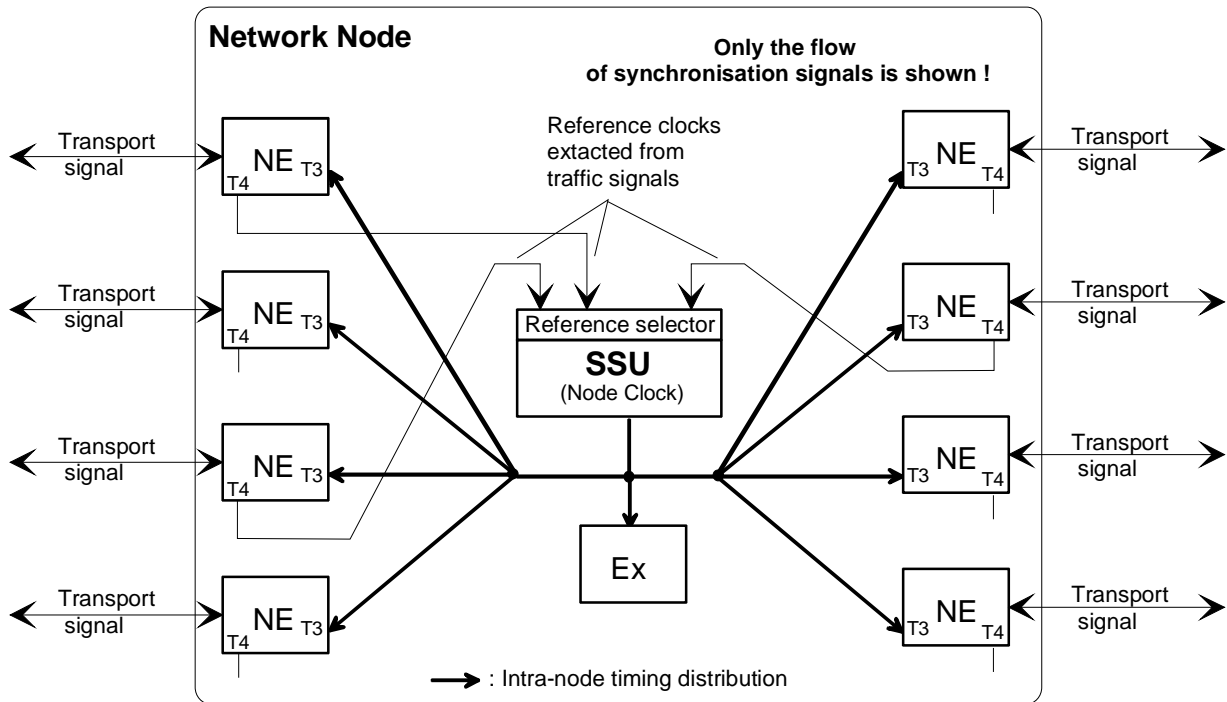 Network Node
Only the flow
of synchronisation signals is shown !
Reference clocks
extacted from
traffic signals
Transport
signal
NE
T3
T4
Transport
signal
NE
T3
T4
Transport
signal
NE
T3
T4
Transport
signal
NE
T3
T4
Reference selector
SSU
(Node Clock)
Ex
T3
NE
T4
Transport
signal
T3
NE
T4
Transport
signal
T3
NE
T4
Transport
signal
T3
NE
T4
Transport
signal
: Intra-node timing distribution